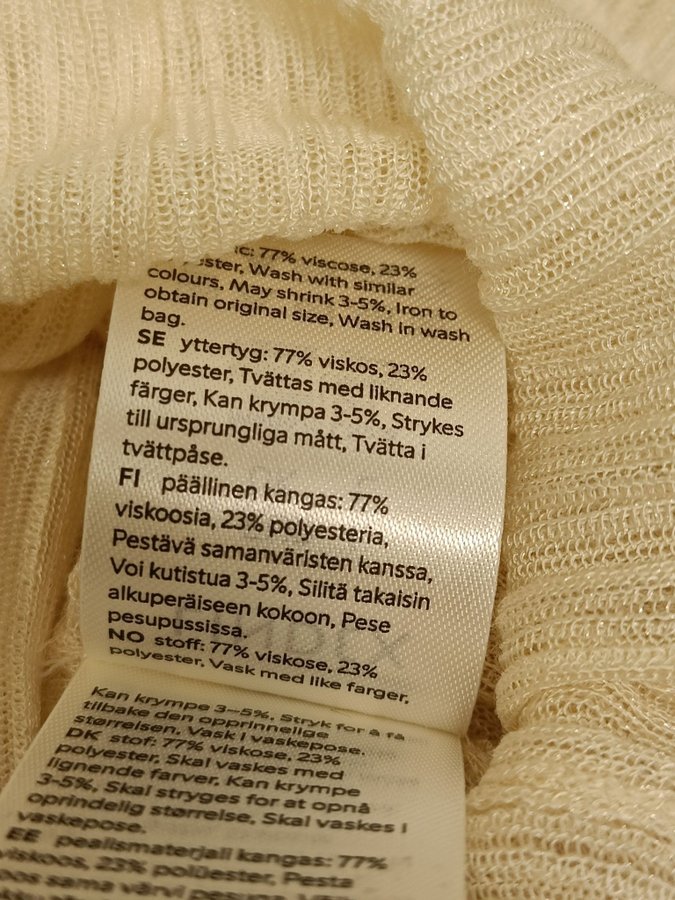 77% viscose, 23%
Wash with similar
colours, May shrink 3-5%, Iron to
obtain original size, Wash in wash
bag.
SE yttertyg: 77% viskos, 23%
polyester, Tvättas med liknande
färger, Kan krympa 3-5%, Strykes
till ursprungliga mått, Tvätta i
tvättpåse.
FI päällinen kangas: 77%
viskoosia, 23% polyesteria,
Pestävä samanväristen kanssa,
Voi kutistua 3-5%, Silitä takaisin
alkuperäiseen kokoon, Pese
pesupussissa.
NO stoff: 77% viskose, 23%
polyester, Vask med like farger,
Kan krympe 3-5%, Stryk for å få
tilbake den opprinnelige
størrelsen, Vask i vaskepose.
DK stof: 77% viskose, 23%
polyester, Skal vaskes med
lignende farver, Kan krympe
3-5%, Skal stryges for at opnå
oprindelig størrelse, Skal vaskes i
vaskepose.
EE pealismaterjali kangas: 77%
viskoos, 23% polüester, Pesta
sama värvi